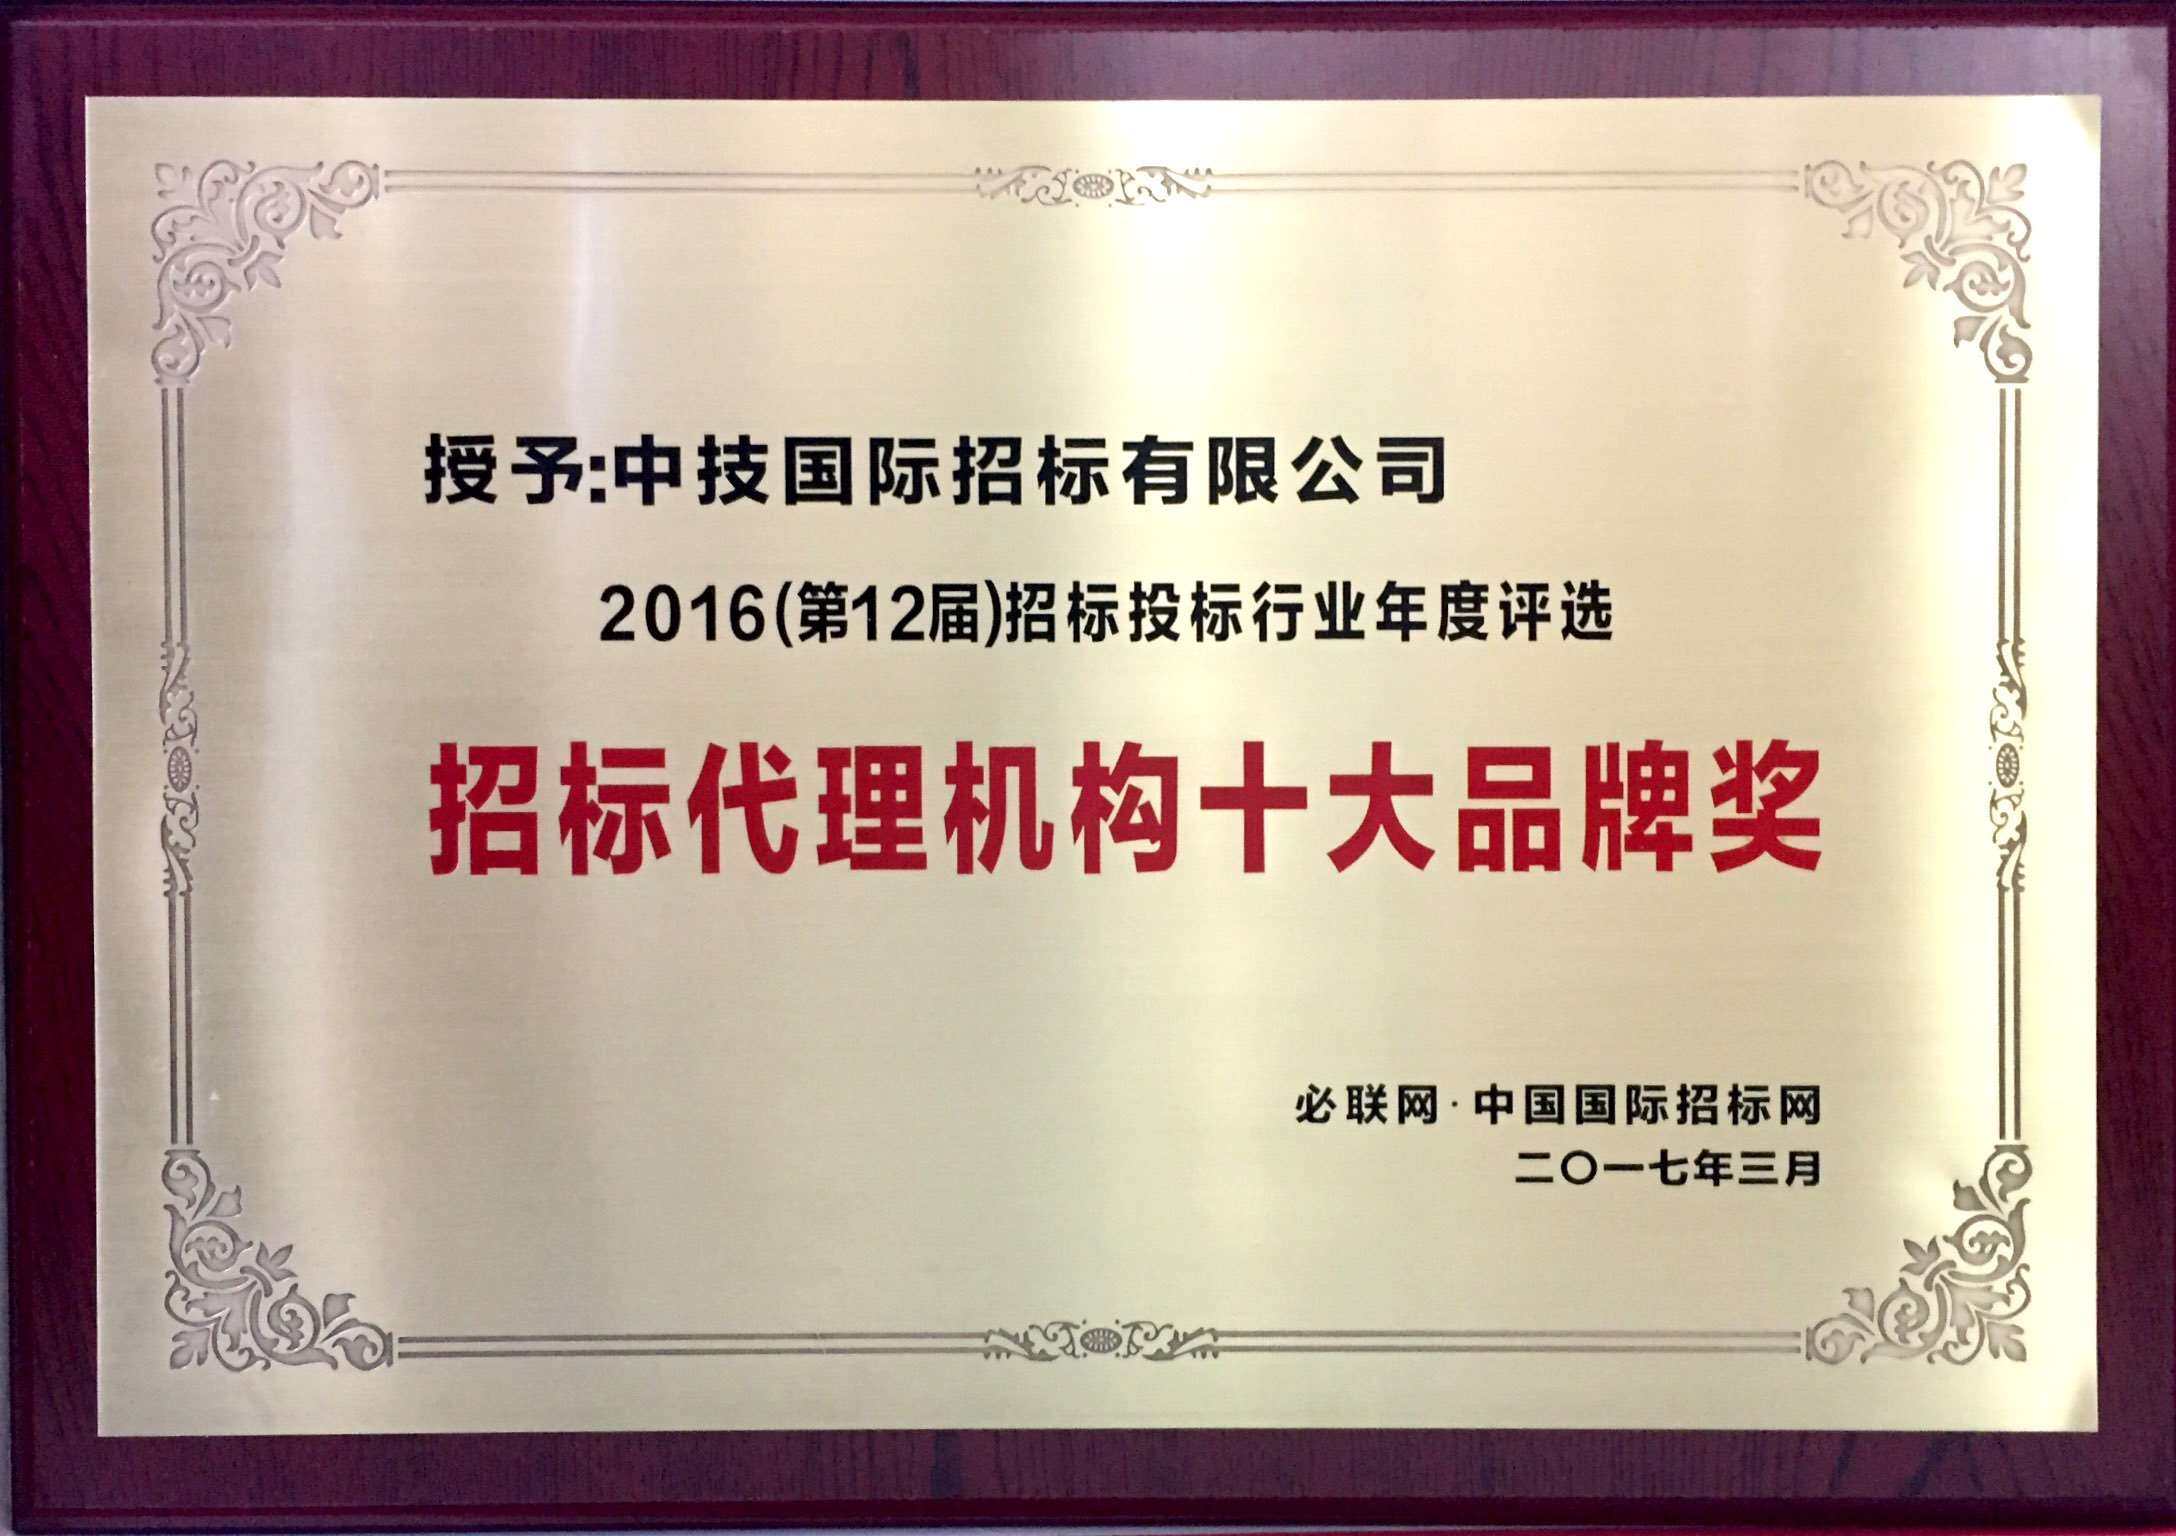 授予:中技国际招标有限公司
2016(第12届)招标投标行业年度评选
招标代理机构十大品牌奖
必联网·中国国际招标网
二〇一七年三月